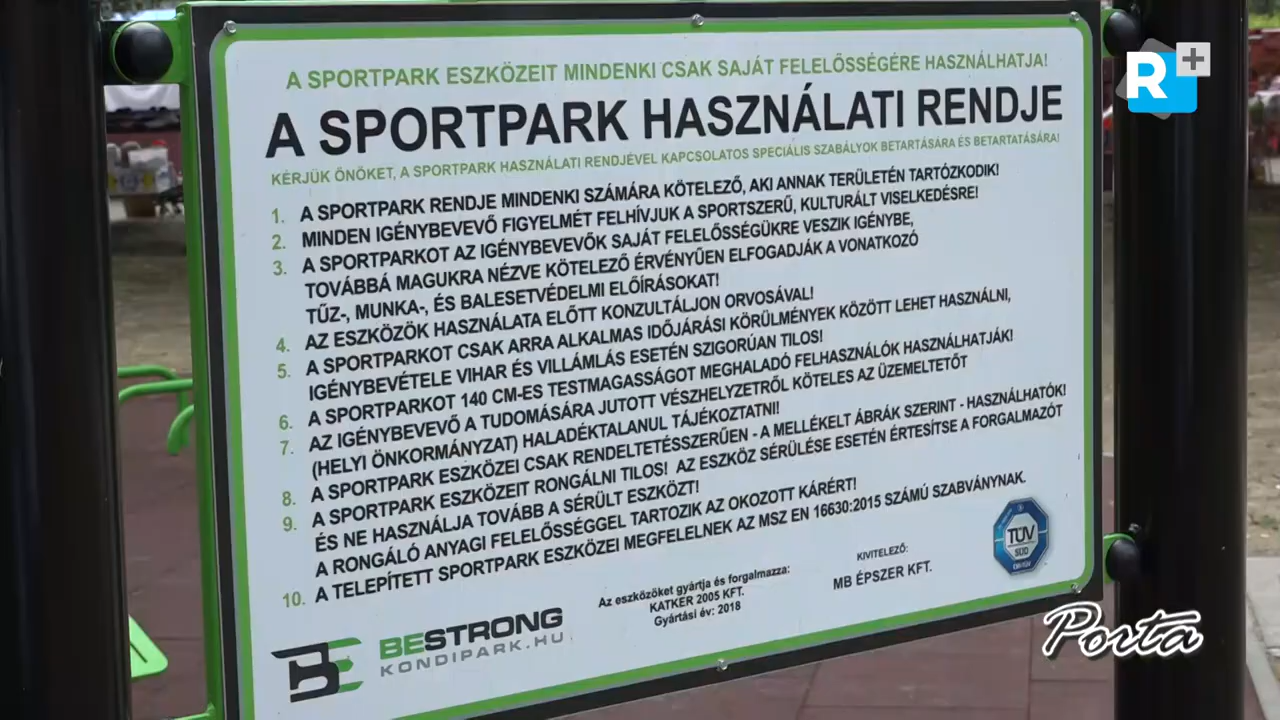 A SPORTPARK ESZKÖZEIT MINDENKI CSAK SAJÁT FELELŐSSÉGÉRE HASZNÁLHATJA!
A SPORTPARK HASZNÁLATI RENDJE
KÉRJÜK ÖNÖKET, A SPORTPARK HASZNÁLATI RENDJÉVEL KAPCSOLATOS SPECIÁLIS SZABÁLYOK BETARTÁSÁRA ÉS BETARTATÁSÁRA!
1. A SPORTPARK RENDJE MINDENKI SZÁMÁRA KÖTELEZŐ, AKI ANNAK TERÜLETÉN TARTÓZKODIK!
2. MINDEN IGÉNYBEVEVŐ FIGYELMÉT FELHÍVJUK A SPORTSZERŰ, KULTURÁLT VISELKEDÉSRE!
3. A SPORTPARKOT AZ IGÉNYBEVEVŐK SAJÁT FELELŐSSÉGÜKRE VESZIK IGÉNYBE,
TOVÁBBÁ MAGUKRA NÉZVE KÖTELEZŐ ÉRVÉNYŰEN ELFOGADJÁK A VONATKOZÓ
TŰZ-, MUNKA-, ÉS BALESETVÉDELMI ELŐÍRÁSOKAT!
4. AZ ESZKÖZÖK HASZNÁLATA ELŐTT KONZULTÁLJON ORVOSÁVAL!
5. A SPORTPARKOT CSAK ARRA ALKALMAS IDŐJÁRÁSI KÖRÜLMÉNYEK KÖZÖTT LEHET HASZNÁLNI,
IGÉNYBEVÉTELE VIHAR ÉS VILLÁMLÁS ESETÉN SZIGORÚAN TILOS!
6. A SPORTPARKOT 140 CM-ES TESTMAGASSÁGOT MEGHALADÓ FELHASZNÁLÓK HASZNÁLHATJÁK!
7. AZ IGÉNYBEVEVŐ A TUDOMÁSÁRA JUTOTT VÉSZHELYZETRŐL KÖTELES AZ ÜZEMELTETŐT
(HELYI ÖNKORMÁNYZAT) HALADÉKTALANUL TÁJÉKOZTATNI!
8. A SPORTPARK ESZKÖZEI CSAK RENDELTETÉSSZERŰEN - A MELLÉKELT ÁBRÁK SZERINT - HASZNÁLHATÓK!
9. A SPORTPARK ESZKÖZEIT RONGÁLNI TILOS! AZ ESZKÖZ SÉRÜLÉSE ESETÉN ÉRTESÍTSE A FORGALMAZÓT
ÉS NE HASZNÁLJA TOVÁBB A SÉRÜLT ESZKÖZT!
A RONGÁLÓ ANYAGI FELELŐSSÉGGEL TARTOZIK AZ OKOZOTT KÁRÉRT!
10. A TELEPÍTETT SPORTPARK ESZKÖZEI MEGFELELNEK AZ MSZ EN 16630:2015 SZÁMÚ SZABVÁNYNAK.
BE BESTRONG
KONDIPARK.HU
Az eszközöket gyártja és forgalmazza:
KATKER 2005 KFT.
Gyártási év: 2018
KIVITELEZŐ:
MB ÉPSZER KFT.
TÜV
SÜD
R+
Porta